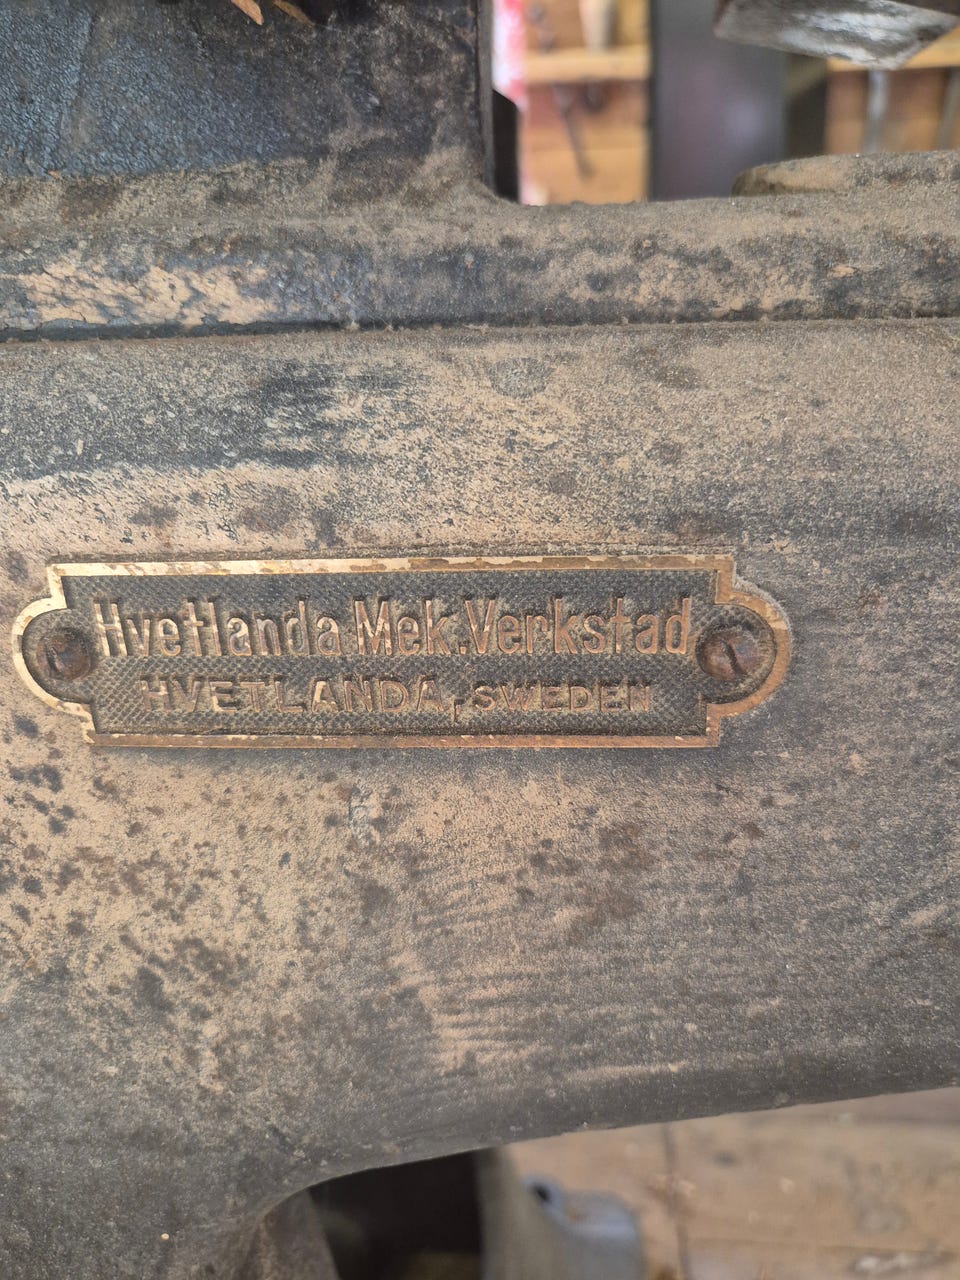 Hvetlanda Mek. Verkstad
HVETLANDA, SWEDEN